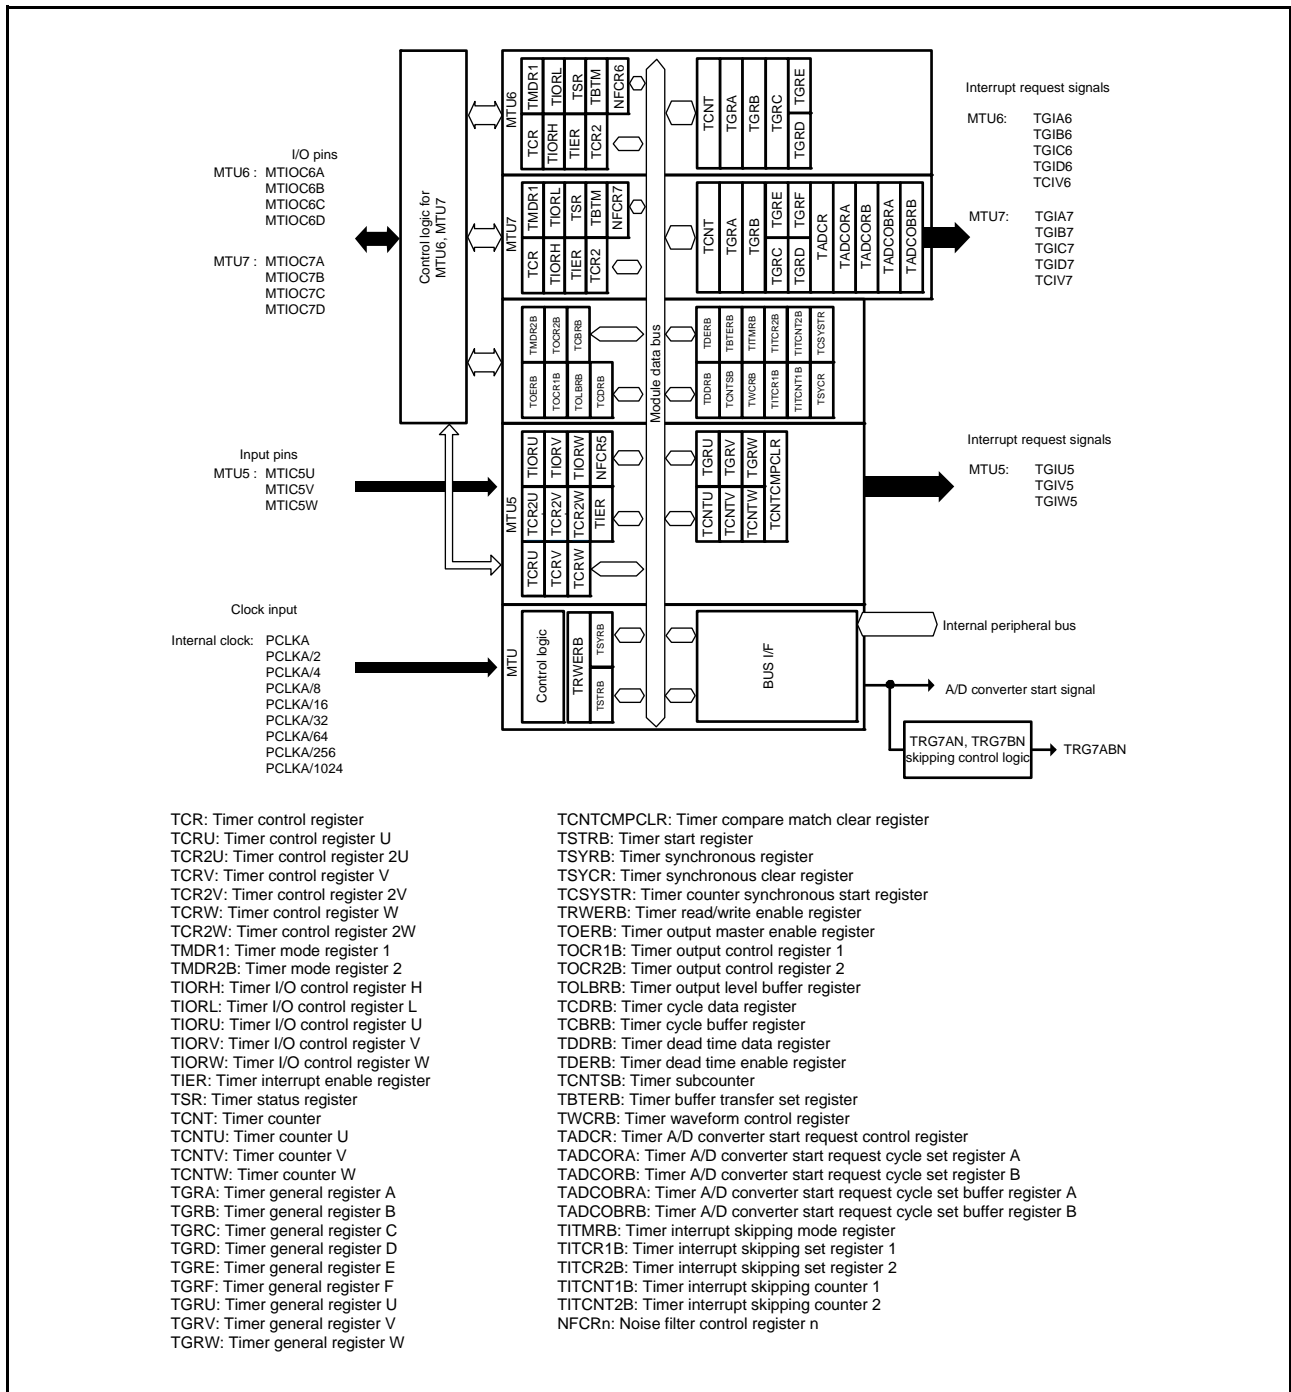 I/O pins
MTU6 : MTIOC6A
MTIOC6B
MTIOC6C
MTIOC6D
MTU7 : MTIOC7A
MTIOC7B
MTIOC7C
MTIOC7D
Input pins
MTU5 : MTIC5U
MTIC5V
MTIC5W
Clock input
Internal clock: PCLKA
PCLKA/2
PCLKA/4
PCLKA/8
PCLKA/16
PCLKA/32
PCLKA/64
PCLKA/256
PCLKA/1024
Control logic for
MTU6, MTU7
MTU6
TMDR1
TIORL
TSR
TBTM
NFCR6
TCR
TIORH
TIER
TCR2
TCNT
TGRA
TGRB
TGRC
TGRE
TGRD
MTU7
TMDR1
TIORL
TSR
TBTM
NFCR7
TCR
TIORH
TIER
TCR2
TCNT
TGRA
TGRB
TGRE
TGRC
TGRF
TGRD
TADCR
TADCORA
TADCORB
TADCOBRA
TADCOBRB
TMDR2B
TOCR2B
TCBRB
TOERB
TOCR1B
TOLBRB
TCDRB
Module data bus
TDERB
TBTERB
TITMRB
TITCR2B
TITCNT2B
TCSYSTR
TDDRB
TCNTSB
TWCRB
TITCR1B
TITCNT1B
TSYCR
MTU5
TIORU
TIORV
TIORW
NFCR5
TCR2U
TCR2V
TCR2W
TIER
TCRU
TCRV
TCRW
TGRU
TGRV
TGRW
TCNTU
TCNTV
TCNTW
TCNTCMPCLR
MTU
Control logic
TRWERB
TSYRB
TSTRB
BUS I/F
Interrupt request signals
MTU6: TGIA6
TGIB6
TGIC6
TGID6
TCIV6
MTU7: TGIA7
TGIB7
TGIC7
TGID7
TCIV7
Interrupt request signals
MTU5: TGIU5
TGIV5
TGIW5
Internal peripheral bus
A/D converter start signal
TRG7AN, TRG7BN
skipping control logic
TRG7ABN
TCR: Timer control register
TCRU: Timer control register U
TCR2U: Timer control register 2U
TCRV: Timer control register V
TCR2V: Timer control register 2V
TCRW: Timer control register W
TCR2W: Timer control register 2W
TMDR1: Timer mode register 1
TMDR2B: Timer mode register 2
TIORH: Timer I/O control register H
TIORL: Timer I/O control register L
TIORU: Timer I/O control register U
TIORV: Timer I/O control register V
TIORW: Timer I/O control register W
TIER: Timer interrupt enable register
TSR: Timer status register
TCNT: Timer counter
TCNTU: Timer counter U
TCNTV: Timer counter V
TCNTW: Timer counter W
TGRA: Timer general register A
TGRB: Timer general register B
TGRC: Timer general register C
TGRD: Timer general register D
TGRE: Timer general register E
TGRF: Timer general register F
TGRU: Timer general register U
TGRV: Timer general register V
TGRW: Timer general register W
TCNTCMPCLR: Timer compare match clear register
TSTRB: Timer start register
TSYRB: Timer synchronous register
TSYCR: Timer synchronous clear register
TCSYSTR: Timer counter synchronous start register
TRWERB: Timer read/write enable register
TOERB: Timer output master enable register
TOCR1B: Timer output control register 1
TOCR2B: Timer output control register 2
TOLBRB: Timer output level buffer register
TCDRB: Timer cycle data register
TCBRB: Timer cycle buffer register
TDDRB: Timer dead time data register
TDERB: Timer dead time enable register
TCNTSB: Timer subcounter
TBTERB: Timer buffer transfer set register
TWCRB: Timer waveform control register
TADCR: Timer A/D converter start request control register
TADCORA: Timer A/D converter start request cycle set register A
TADCORB: Timer A/D converter start request cycle set register B
TADCOBRA: Timer A/D converter start request cycle set buffer register A
TADCOBRB: Timer A/D converter start request cycle set buffer register B
TITMRB: Timer interrupt skipping mode register
TITCR1B: Timer interrupt skipping set register 1
TITCR2B: Timer interrupt skipping set register 2
TITCNT1B: Timer interrupt skipping counter 1
TITCNT2B: Timer interrupt skipping counter 2
NFCRn: Noise filter control register n